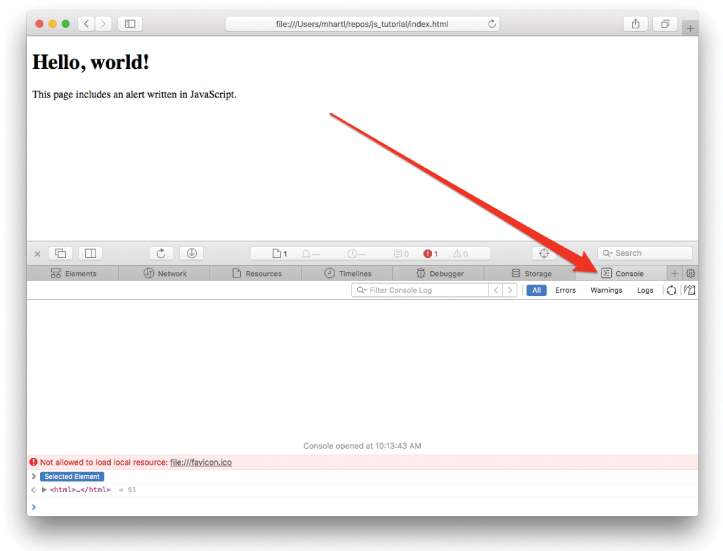 file:///Users/mhartl/repos/js_tutorial/index.html
Hello, world!
This page includes an alert written in JavaScript.
1 — — 0 1 0 Search
Elements Network Resources Timelines Debugger Storage Console
Filter Console Log All Errors Warnings Logs
Console opened at 10:13:43 AM
Not allowed to load local resource: file:///favicon.ico
Selected Element
<html>…</html> = $1